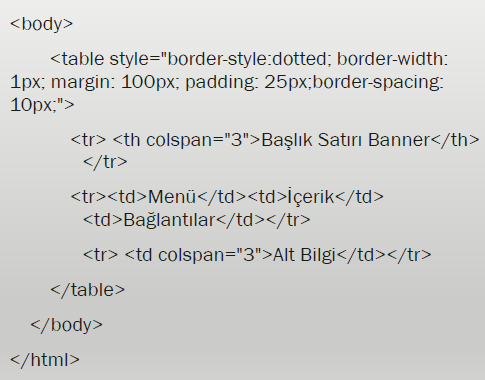 <body>
<table style="border-style:dotted; border-width:
1px; margin: 100px; padding: 25px;border-spacing:
10px;">
<tr> <th colspan="3">Başlık Satırı Banner</th>
</tr>
<tr><td>Menü</td><td>İçerik</td>
<td>Bağlantılar</td></tr>
<tr> <td colspan="3">Alt Bilgi</td></tr>
</table>
</body>
</html>